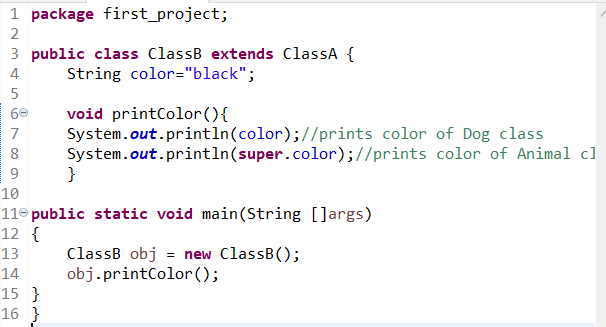 1 package first_project;
2
3 public class ClassB extends ClassA {
4 String color="black";
5
6 void printColor(){
7 System.out.println(color);//prints color of Dog class
8 System.out.println(super.color);//prints color of Animal cl
9 }
10
11 public static void main(String []args)
12 {
13 ClassB obj = new ClassB();
14 obj.printColor();
15 }
16 }